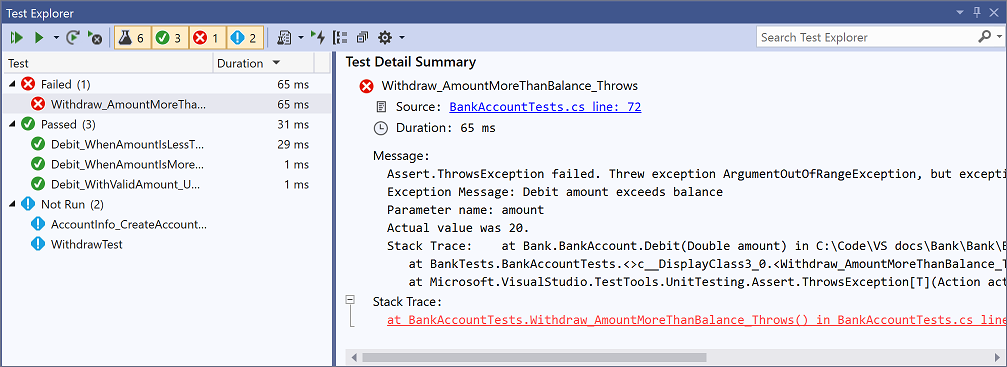 Test Explorer
6 3 1 2
Search Test Explorer
Test Duration
Failed (1) 65 ms
Withdraw_AmountMoreTha... 65 ms
Passed (3) 31 ms
Debit_WhenAmountIsLessT... 29 ms
Debit_WhenAmountIsMore... 1 ms
Debit_WithValidAmount_U... 1 ms
Not Run (2)
AccountInfo_CreateAccount...
WithdrawTest
Test Detail Summary
Withdraw_AmountMoreThanBalance_Throws
Source: BankAccountTests.cs line: 72
Duration: 65 ms
Message:
Assert.ThrowsException failed. Threw exception ArgumentOutOfRangeException, but excepti
Exception Message: Debit amount exceeds balance
Parameter name: amount
Actual value was 20.
Stack Trace: at Bank.BankAccount.Debit(Double amount) in C:\Code\VS docs\Bank\Bank\
at BankTests.BankAccountTests.<>c__DisplayClass3_0.<Withdraw_AmountMoreThanBalance_
at Microsoft.VisualStudio.TestTools.UnitTesting.Assert.ThrowsException[T](Action act
Stack Trace:
at BankAccountTests.Withdraw_AmountMoreThanBalance_Throws() in BankAccountTests.cs line